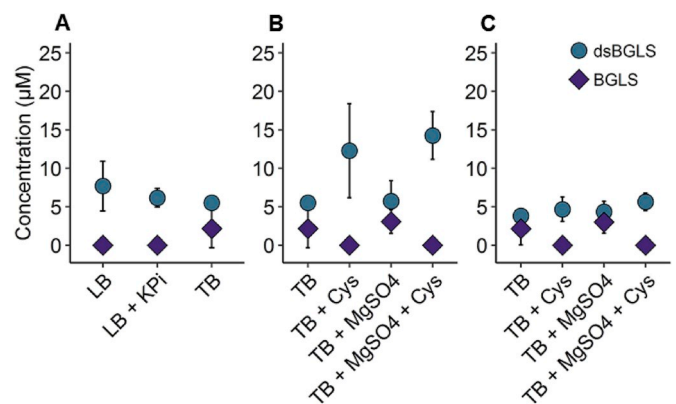 A
B
C
Concentration (µM)
25
20
15
10
5
0
LB
LB + KPi
TB
25
20
15
10
5
0
TB
TB + Cys
TB + MgSO4
TB + MgSO4 + Cys
25
20
15
10
5
0
TB
TB + Cys
TB + MgSO4
TB + MgSO4 + Cys
dsBGLS
BGLS